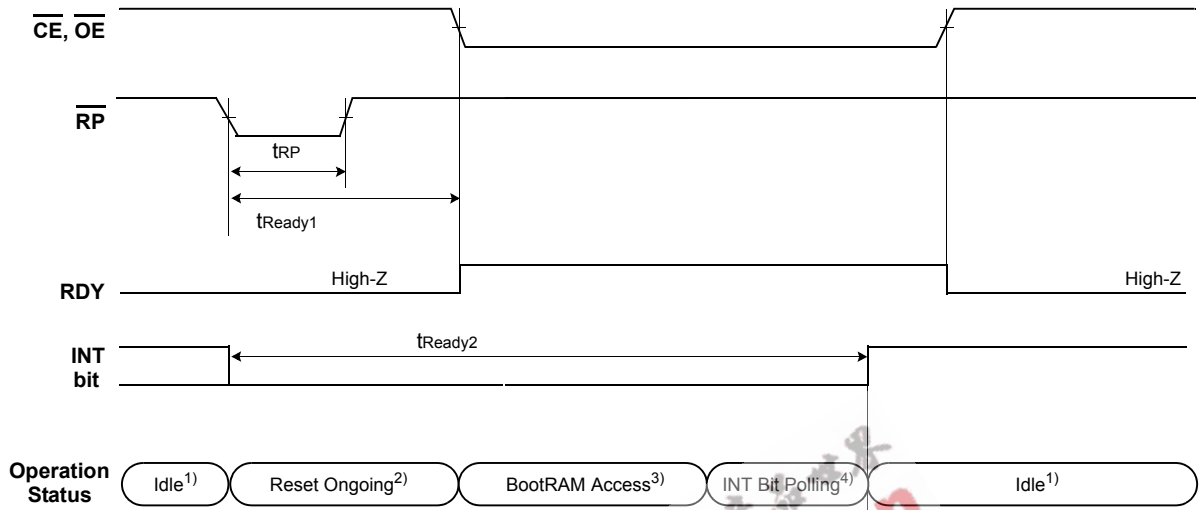 CE, OE
RP
tRP
tReady1
High-Z
High-Z
RDY
tReady2
INT
bit
Operation
Status
Idle1)
Reset Ongoing2)
BootRAM Access3)
INT Bit Polling4)
Idle1)